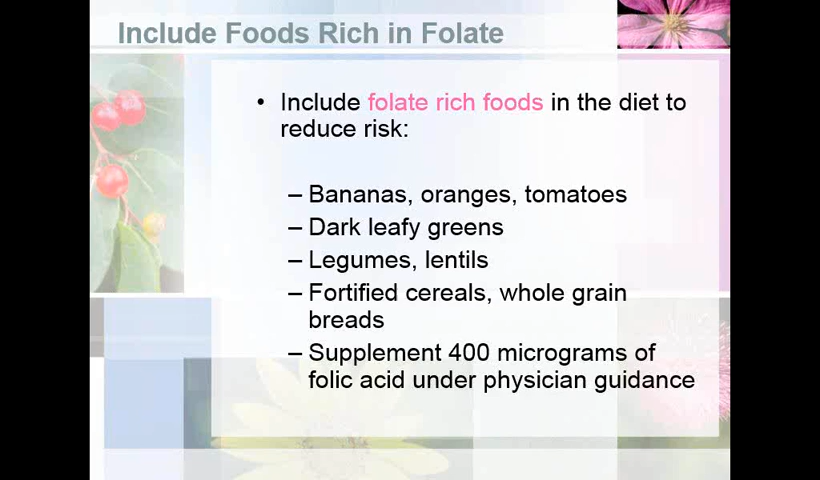 Include Foods Rich in Folate
• Include folate rich foods in the diet to
reduce risk:
– Bananas, oranges, tomatoes
– Dark leafy greens
– Legumes, lentils
– Fortified cereals, whole grain
breads
– Supplement 400 micrograms of
folic acid under physician guidance